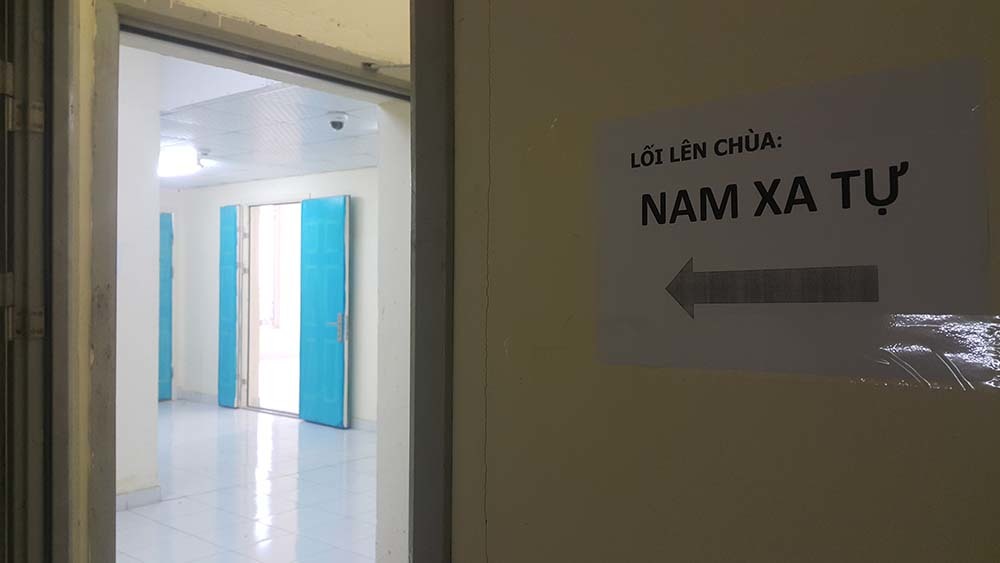 LỐI LÊN CHÙA:
NAM XA TỰ